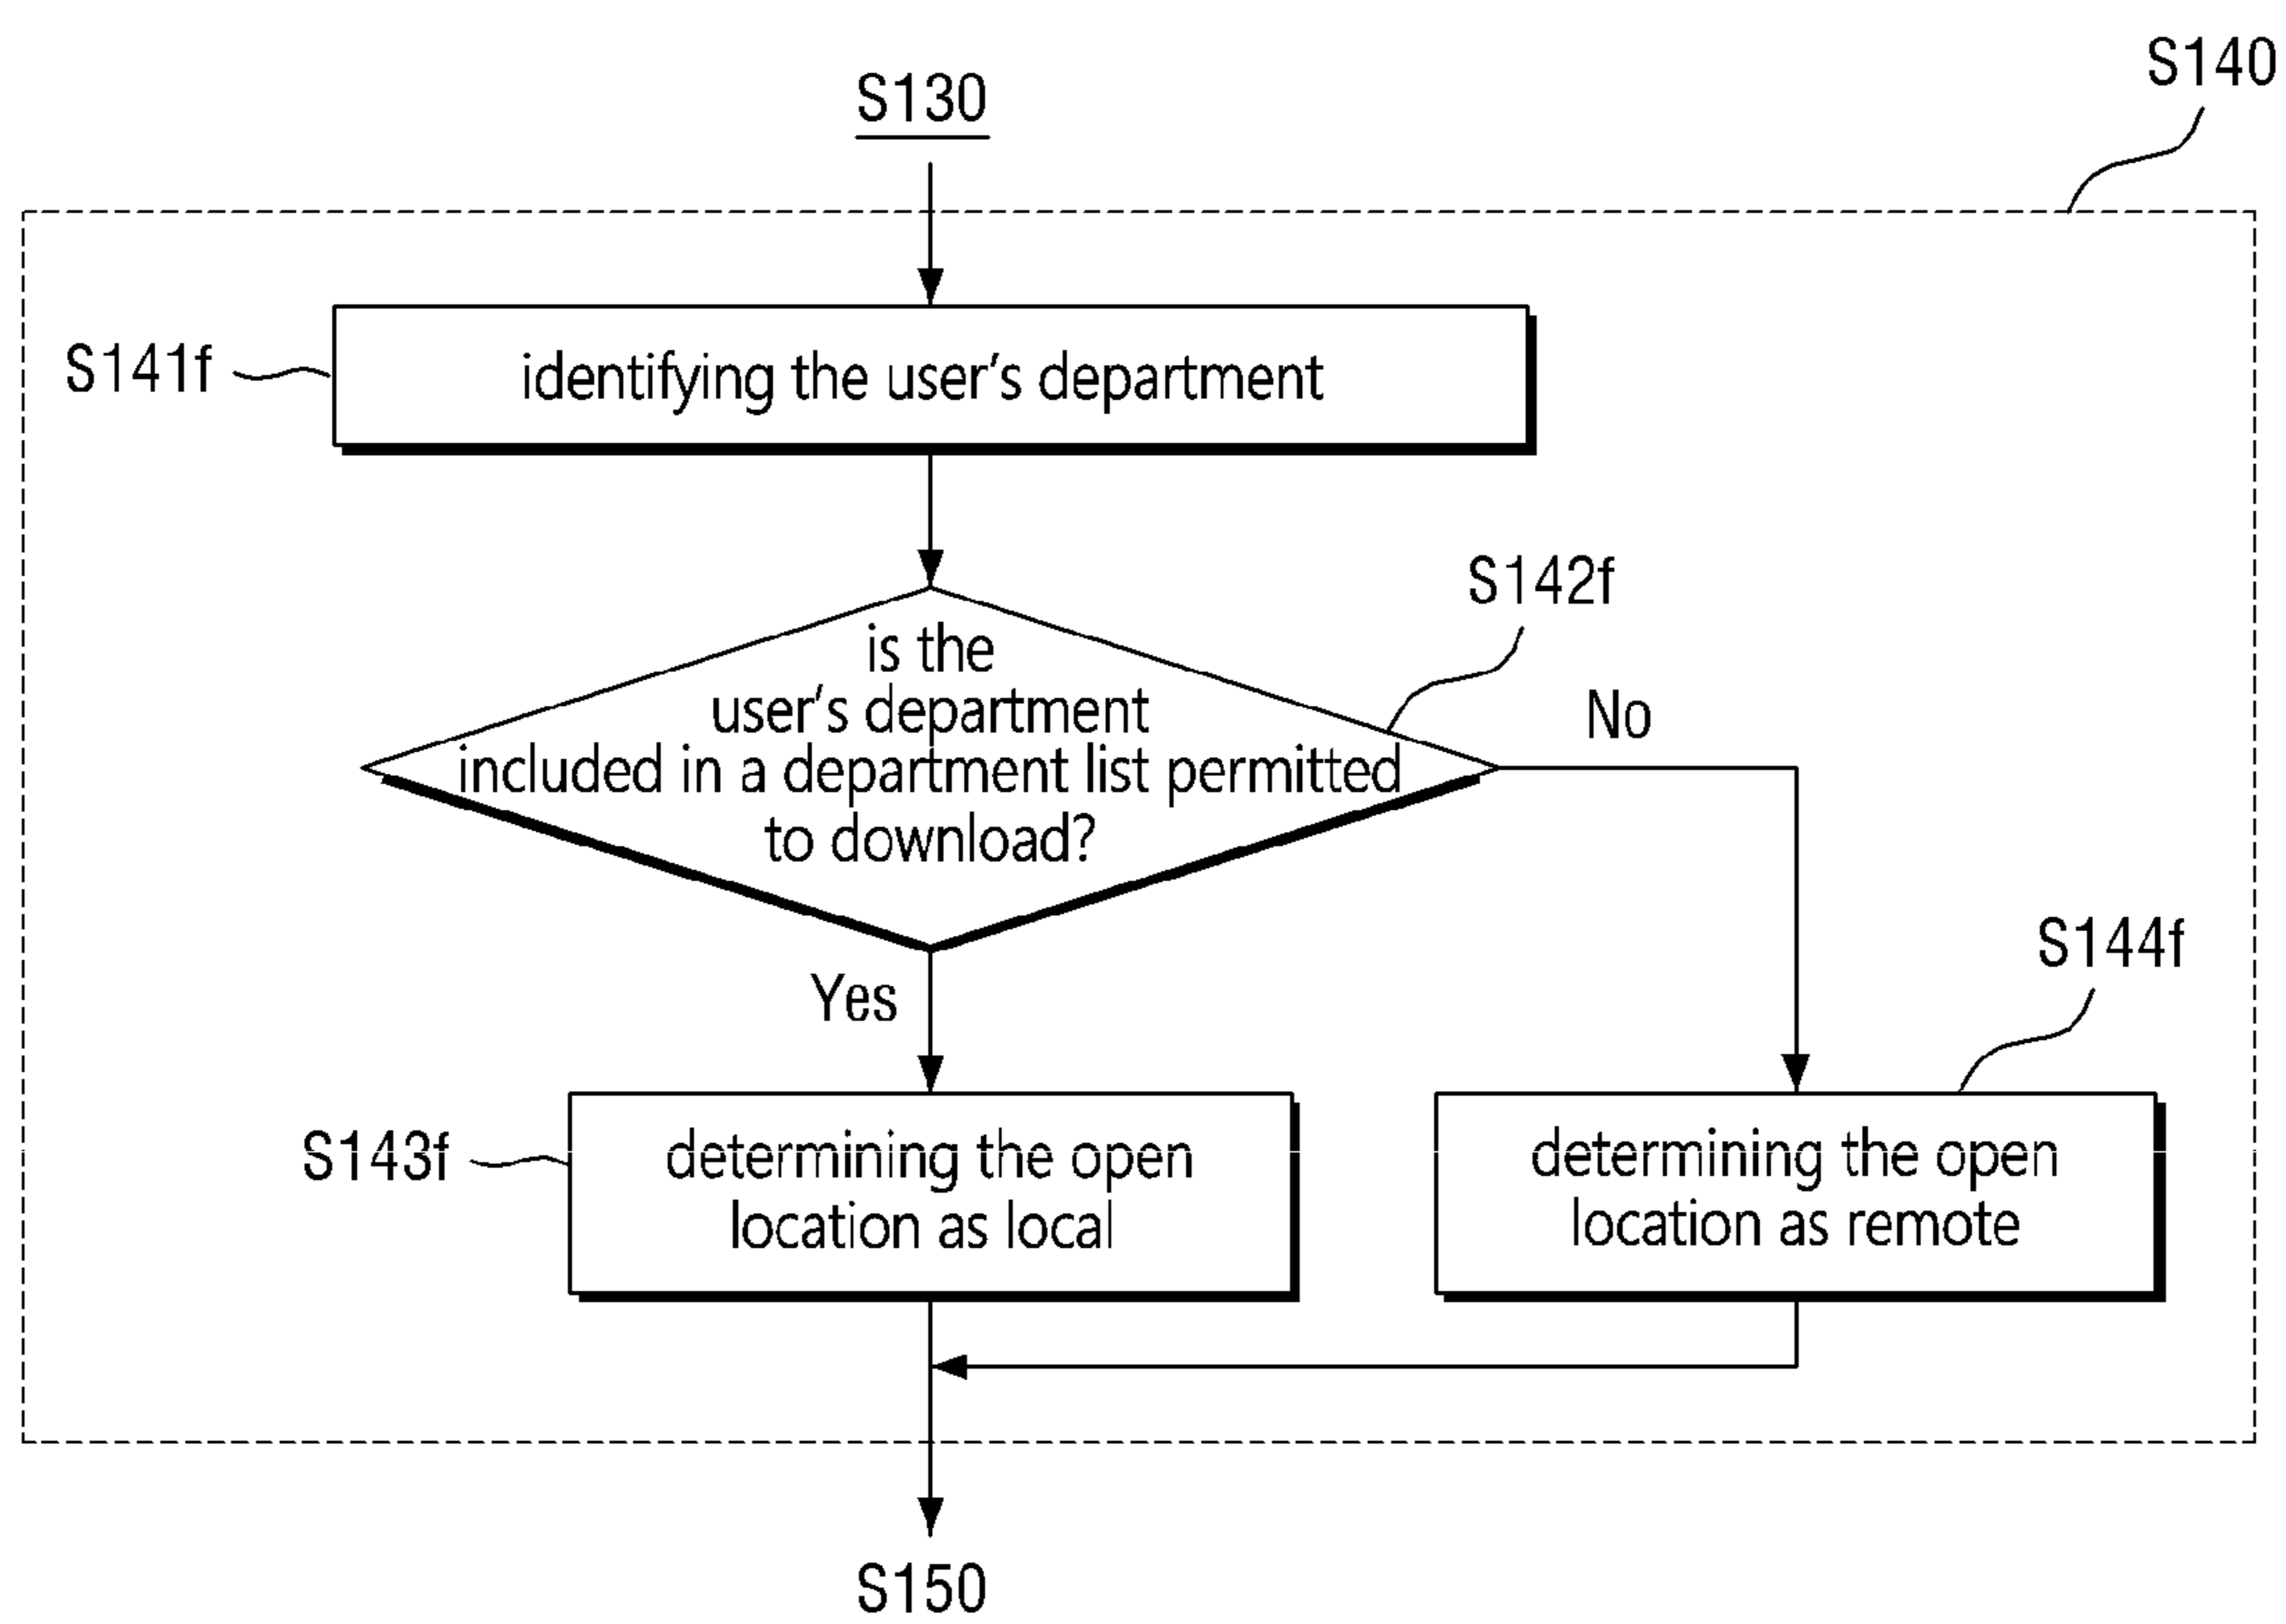 S140
S130
S141f
identifying the user's department
S142f
is the
user's department
included in a department list permitted
to download?
No
Yes
S144f
S143f
determining the open
location as local
determining the open
location as remote
S150